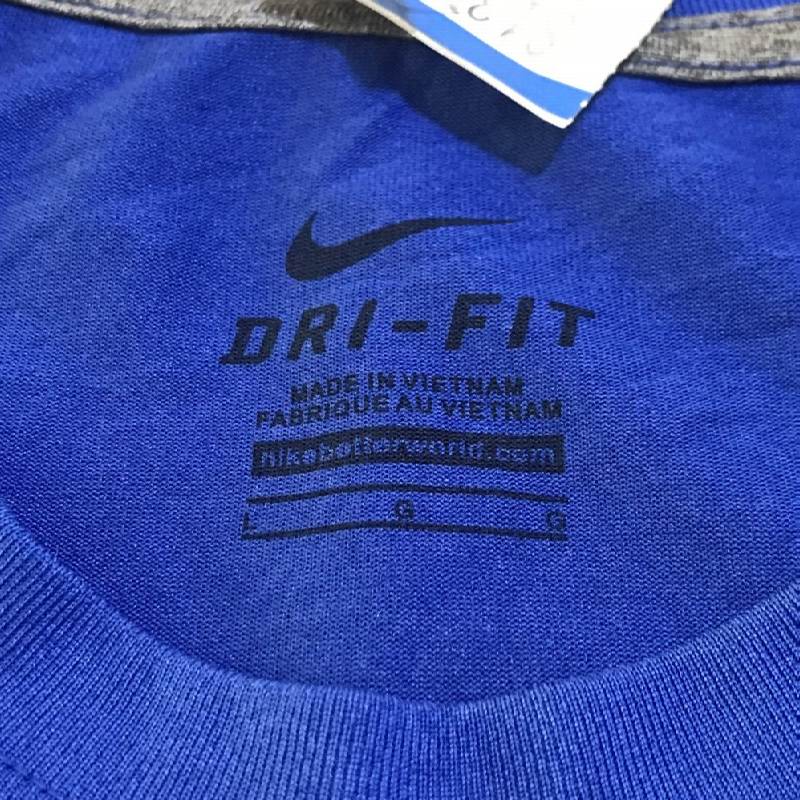 DRI-FIT
MADE IN VIETNAM
FABRIQUE AU VIETNAM
nikebetterworld.com
L G G